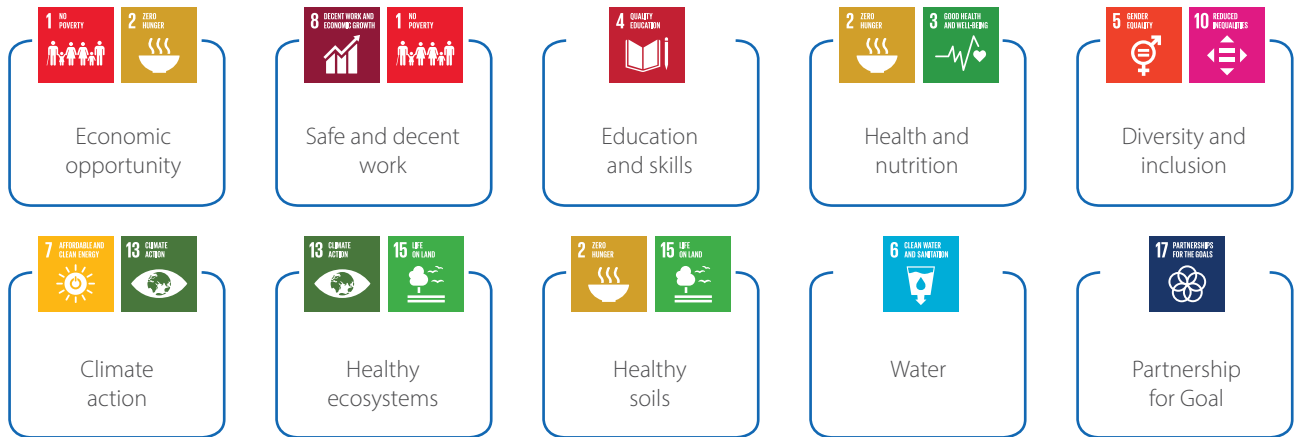 1 NO
POVERTY
2 ZERO
HUNGER
Economic
opportunity
8 DECENT WORK AND
ECONOMIC GROWTH
1 NO
POVERTY
Safe and decent
work
4 QUALITY
EDUCATION
Education
and skills
2 ZERO
HUNGER
3 GOOD HEALTH
AND WELL-BEING
Health and
nutrition
5 GENDER
EQUALITY
10 REDUCED
INEQUALITIES
Diversity and
inclusion
7 AFFORDABLE AND
CLEAN ENERGY
13 CLIMATE
ACTION
Climate
action
13 CLIMATE
ACTION
15 LIFE
ON LAND
Healthy
ecosystems
2 ZERO
HUNGER
15 LIFE
ON LAND
Healthy
soils
6 CLEAN WATER
AND SANITATION
Water
17 PARTNERSHIPS
FOR THE GOALS
Partnership
for Goal